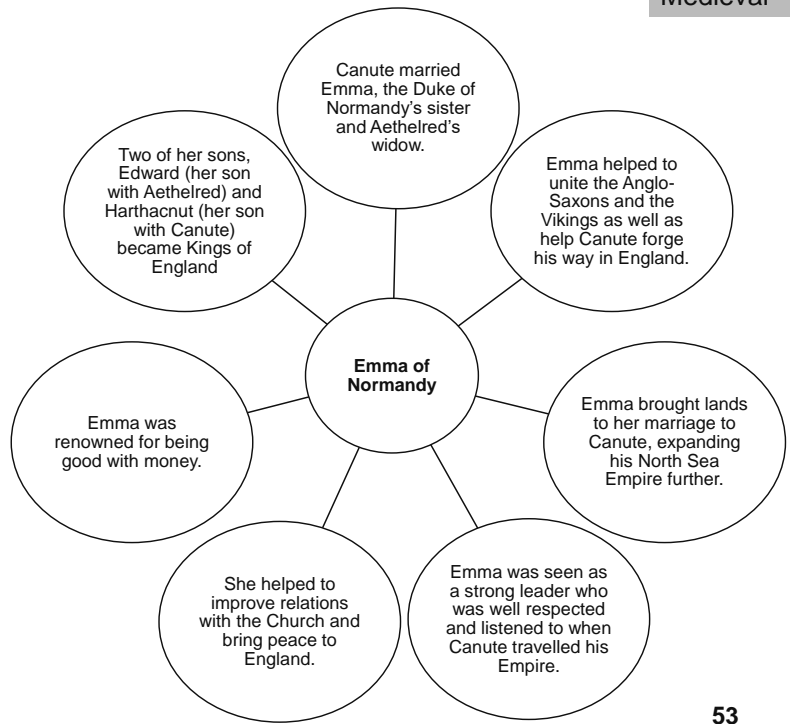 Medieval
Canute married
Emma, the Duke of
Normandy's sister
and Aethelred's
widow.
Emma helped to
unite the Anglo-
Saxons and the
Vikings as well as
help Canute forge
his way in England.
Emma brought lands
to her marriage to
Canute, expanding
his North Sea
Empire further.
Emma was seen as
a strong leader who
was well respected
and listened to when
Canute travelled his
Empire.
She helped to
improve relations
with the Church and
bring peace to
England.
Emma was
renowned for being
good with money.
Two of her sons,
Edward (her son
with Aethelred) and
Harthacnut (her son
with Canute)
became Kings of
England
Emma of
Normandy
53